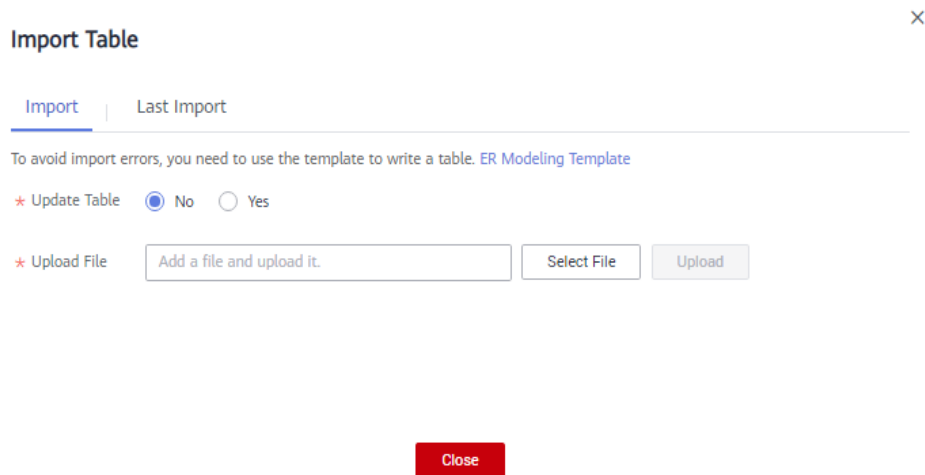 Import Table
Import | Last Import
To avoid import errors, you need to use the template to write a table. ER Modeling Template
* Update Table No Yes
* Upload File Add a file and upload it. Select File Upload
Close